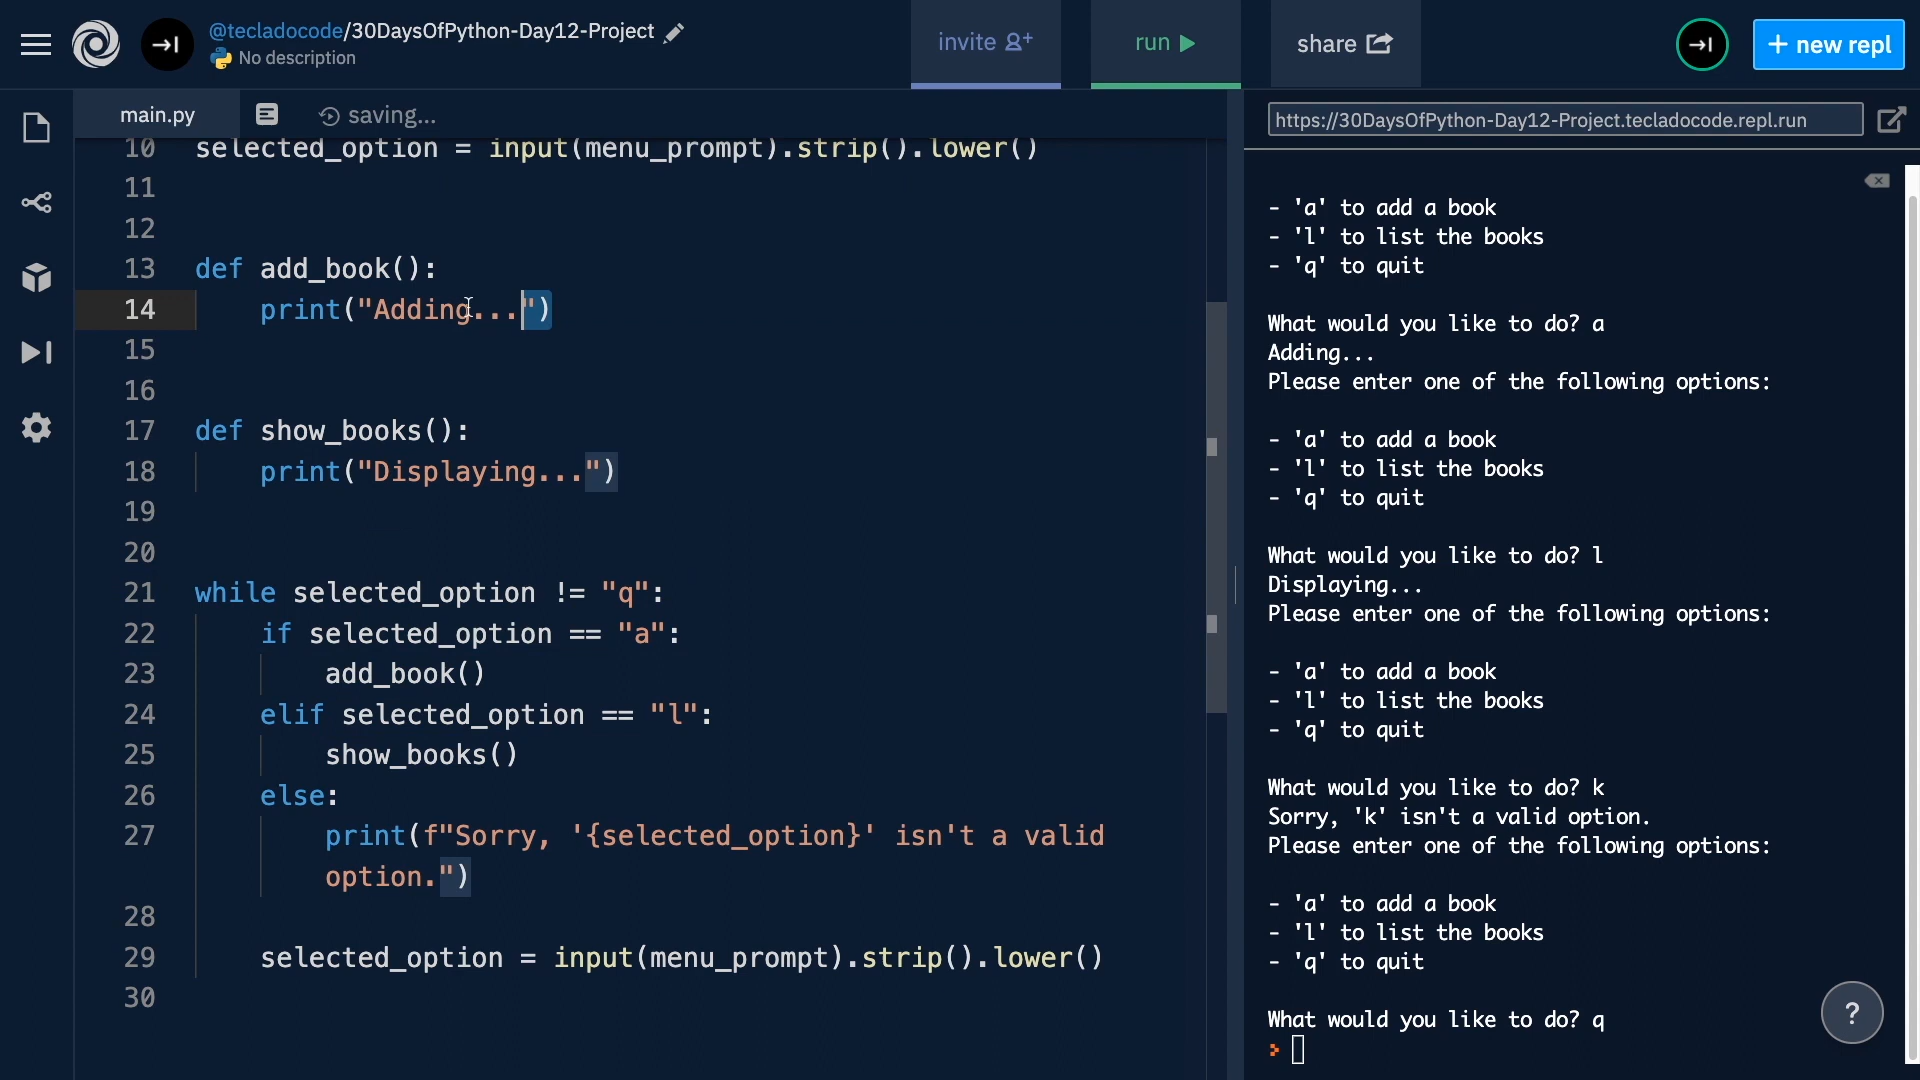 @tecladocode/30DaysOfPython-Day12-Project
No description
invite
run
share
+ new repl
main.py
saving...
https://30DaysOfPython-Day12-Project.tecladocode.repl.run
10 selected_option = input(menu_prompt).strip().lower()
11
12
13 def add_book():
14     print("Adding...")
15
16
17 def show_books():
18     print("Displaying...")
19
20
21 while selected_option != "q":
22     if selected_option == "a":
23         add_book()
24     elif selected_option == "l":
25         show_books()
26     else:
27         print(f"Sorry, '{selected_option}' isn't a valid
option.")
28
29     selected_option = input(menu_prompt).strip().lower()
30
- 'a' to add a book
- 'l' to list the books
- 'q' to quit
What would you like to do? a
Adding...
Please enter one of the following options:
- 'a' to add a book
- 'l' to list the books
- 'q' to quit
What would you like to do? l
Displaying...
Please enter one of the following options:
- 'a' to add a book
- 'l' to list the books
- 'q' to quit
What would you like to do? k
Sorry, 'k' isn't a valid option.
Please enter one of the following options:
- 'a' to add a book
- 'l' to list the books
- 'q' to quit
What would you like to do? q
?